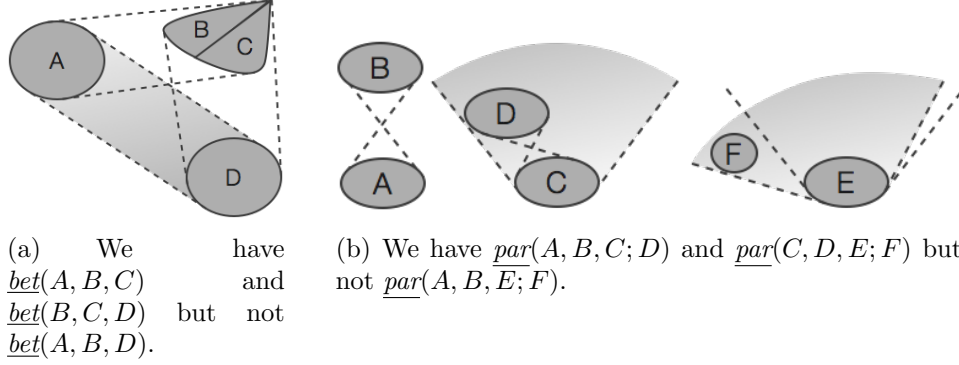 A
B
C
D
B
A
D
C
F
E
(a) We have
bet(A, B, C) and
bet(B, C, D) but not
bet(A, B, D).
(b) We have par(A, B, C; D) and par(C, D, E; F) but
not par(A, B, E; F).